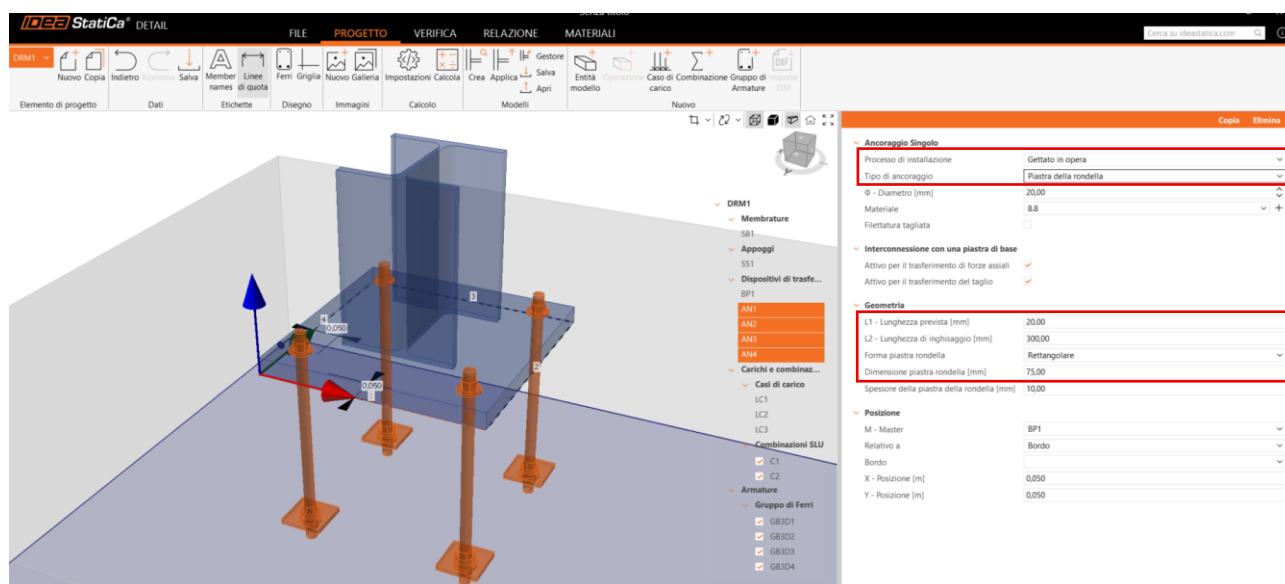 Senza titolo
IDEA StatiCa® DETAIL
FILE PROGETTO VERIFICA RELAZIONE MATERIALI
Cerca su ideastatica.com
DRM1
Nuovo Copia
Indietro Ripristina Salva
Member names
Linee di quota
Ferri Griglia
Nuovo Galleria
Impostazioni Calcola
Crea Applica
Gestore
Salva
Apri
Entità modello
Operazione
Caso di carico
Combinazione
Gruppo di Armature
Importa DXF
DXF
Elemento di progetto
Dati
Etichette
Disegno
Immagini
Calcolo
Modelli
Nuovo
3
4
0,050
2
0,050
1
DRM1
Membrature
SB1
Appoggi
SS1
Dispositivi di trasfe...
BP1
AN1
AN2
AN3
AN4
Carichi e combinaz...
Casi di carico
LC1
LC2
LC3
Combinazioni SLU
C1
C2
Armature
Gruppo di Ferri
GB3D1
GB3D2
GB3D3
GB3D4
Copia Elimina
Ancoraggio Singolo
Processo di installazione Gettato in opera
Tipo di ancoraggio Piastra della rondella
Φ - Diametro [mm] 20,00
Materiale 8.8
Filettatura tagliata
Interconnessione con una piastra di base
Attivo per il trasferimento di forze assiali
Attivo per il trasferimento del taglio
Geometria
L1 - Lunghezza prevista [mm] 20,00
L2 - Lunghezza di inghisaggio [mm] 300,00
Forma piastra rondella Rettangolare
Dimensione piastra rondella [mm] 75,00
Spessore della piastra della rondella [mm] 10,00
Posizione
M - Master BP1
Relativo a Bordo
Bordo
X - Posizione [m] 0,050
Y - Posizione [m] 0,050